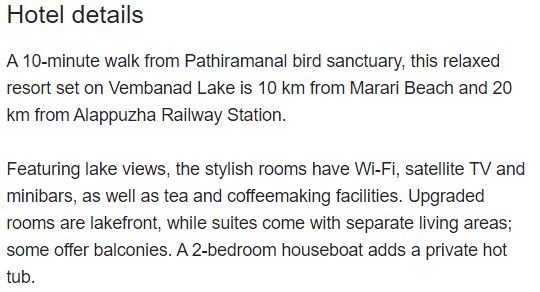 Hotel details
A 10-minute walk from Pathiramanal bird sanctuary, this relaxed
resort set on Vembanad Lake is 10 km from Marari Beach and 20
km from Alappuzha Railway Station.
Featuring lake views, the stylish rooms have Wi-Fi, satellite TV and
minibars, as well as tea and coffeemaking facilities. Upgraded
rooms are lakefront, while suites come with separate living areas;
some offer balconies. A 2-bedroom houseboat adds a private hot
tub.